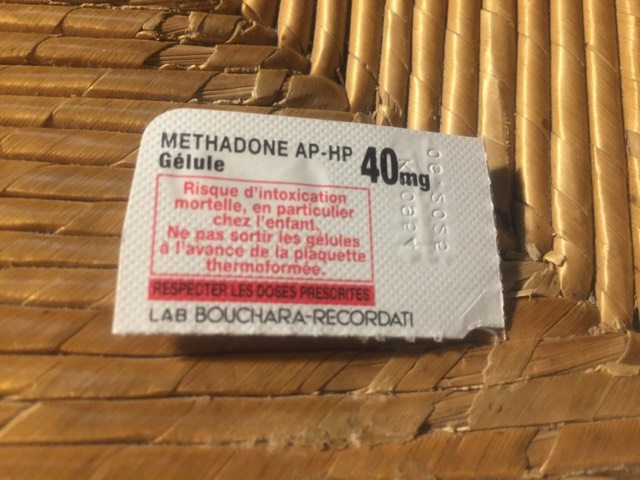 METHADONE AP-HP 40mg
Gélule
Risque d'intoxication
mortelle, en particulier
chez l'enfant.
Ne pas sortir les gélules
à l'avance de la plaquette
thermoformée.
RESPECTER LES DOSES PRESCRITES
LAB BOUCHARA-RECORDATI